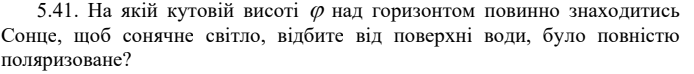 5.41. На якій кутовій висоті φ над горизонтом повинно знаходитись
Сонце, щоб сонячне світло, відбите від поверхні води, було повністю
поляризоване?